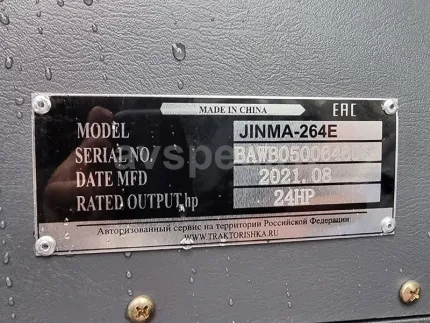 MADE IN CHINA EAC
MODEL JINMA-264E
SERIAL NO.
DATE MFD 2021.08
RATED OUTPUT,hp 24HP
Авторизованный сервис на территории Российской Федерации
WWW.TRAKTORISHKA.RU